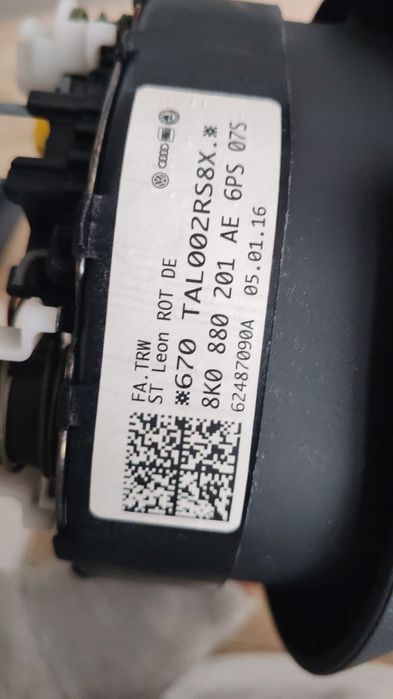 FA.TRW
ST Leon ROT DE
*670 TAL002RS8X.*
8K0 880 201 AE 6PS 07S
62487090A 05.01.16